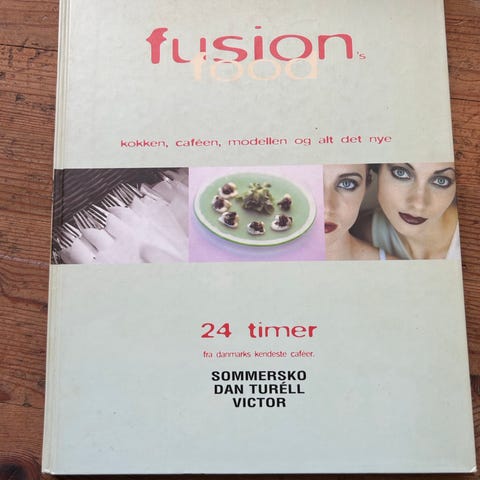 fusion's
food
kokken, caféen, modellen og alt det nye
24 timer
fra danmarks kendeste caféer.
SOMMERSKO
DAN TURÉLL
VICTOR